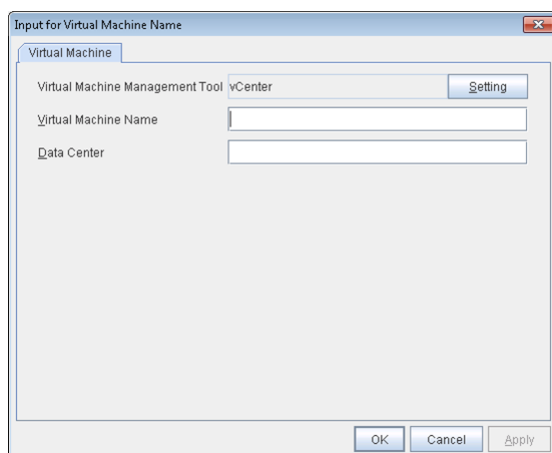 Input for Virtual Machine Name
Virtual Machine
Virtual Machine Management Tool vCenter Setting
Virtual Machine Name
Data Center
OK Cancel Apply